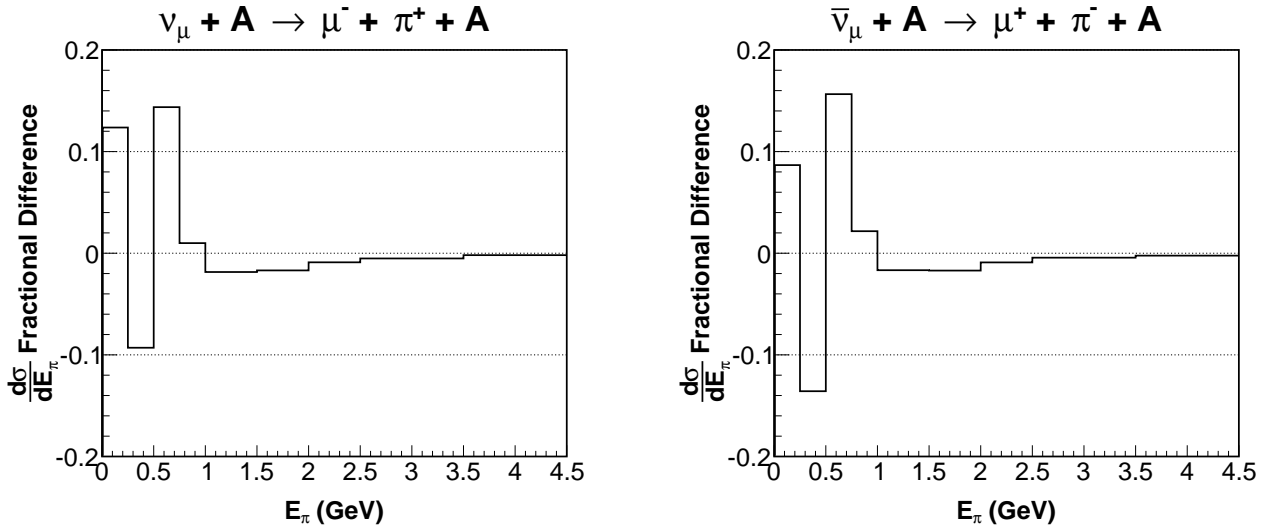 ν_μ + A → μ⁻ + π⁺ + A
0.2
0.1
0
-0.1
-0.2
dσ/dE_π Fractional Difference
0 0.5 1 1.5 2 2.5 3 3.5 4 4.5
E_π (GeV)
ν̅_μ + A → μ⁺ + π⁻ + A
0.2
0.1
0
-0.1
-0.2
dσ/dE_π Fractional Difference
0 0.5 1 1.5 2 2.5 3 3.5 4 4.5
E_π (GeV)